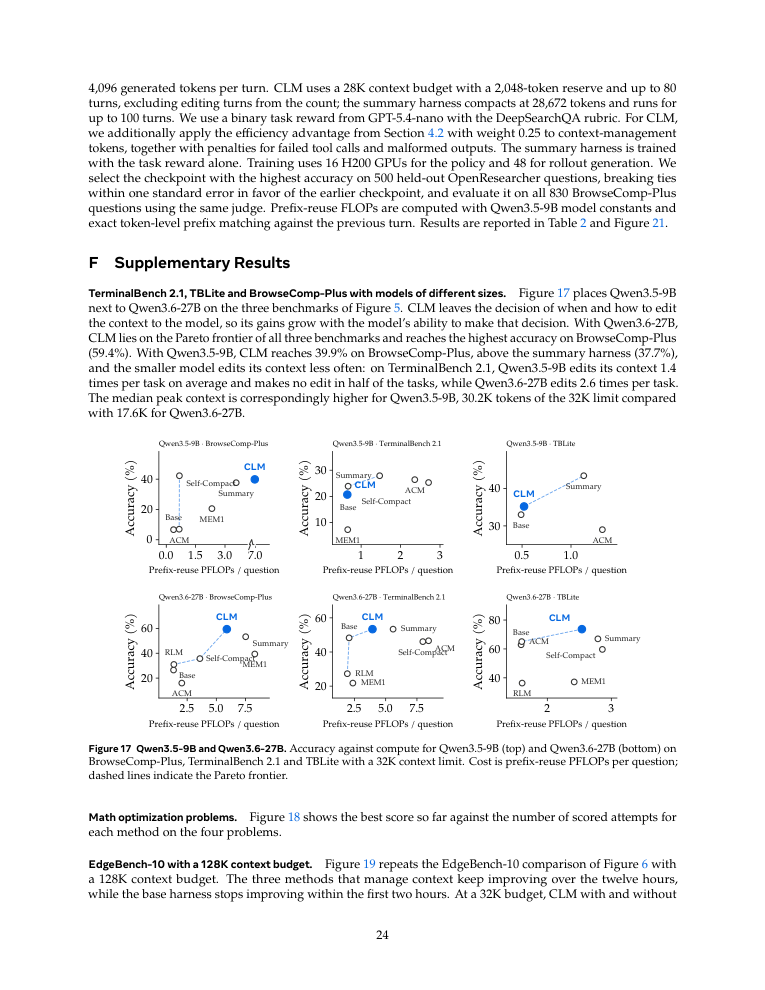 4,096 generated tokens per turn. CLM uses a 28K context budget with a 2,048-token reserve and up to 80
turns, excluding editing turns from the count; the summary harness compacts at 28,672 tokens and runs for
up to 100 turns. We use a binary task reward from GPT-5.4-nano with the DeepSearchQA rubric. For CLM,
we additionally apply the efficiency advantage from Section 4.2 with weight 0.25 to context-management
tokens, together with penalties for failed tool calls and malformed outputs. The summary harness is trained
with the task reward alone. Training uses 16 H200 GPUs for the policy and 48 for rollout generation. We
select the checkpoint with the highest accuracy on 500 held-out OpenResearcher questions, breaking ties
within one standard error in favor of the earlier checkpoint, and evaluate it on all 830 BrowseComp-Plus
questions using the same judge. Prefix-reuse FLOPs are computed with Qwen3.5-9B model constants and
exact token-level prefix matching against the previous turn. Results are reported in Table 2 and Figure 21.
F Supplementary Results
TerminalBench 2.1, TBLite and BrowseComp-Plus with models of different sizes. Figure 17 places Qwen3.5-9B
next to Qwen3.6-27B on the three benchmarks of Figure 5. CLM leaves the decision of when and how to edit
the context to the model, so its gains grow with the model's ability to make that decision. With Qwen3.6-27B,
CLM lies on the Pareto frontier of all three benchmarks and reaches the highest accuracy on BrowseComp-Plus
(59.4%). With Qwen3.5-9B, CLM reaches 39.9% on BrowseComp-Plus, above the summary harness (37.7%),
and the smaller model edits its context less often: on TerminalBench 2.1, Qwen3.5-9B edits its context 1.4
times per task on average and makes no edit in half of the tasks, while Qwen3.6-27B edits 2.6 times per task.
The median peak context is correspondingly higher for Qwen3.5-9B, 30.2K tokens of the 32K limit compared
with 17.6K for Qwen3.6-27B.
Qwen3.5-9B · BrowseComp-Plus
Accuracy (%)
40
20
0
CLM
Self-Compact
Summary
Base
MEM1
ACM
0.0 1.5 3.0 7.0
Prefix-reuse PFLOPs / question
Qwen3.5-9B · TerminalBench 2.1
Accuracy (%)
30
20
10
Summary
CLM
ACM
Self-Compact
Base
MEM1
1 2 3
Prefix-reuse PFLOPs / question
Qwen3.5-9B · TBLite
Accuracy (%)
40
30
Summary
CLM
Base
ACM
0.5 1.0
Prefix-reuse PFLOPs / question
Qwen3.6-27B · BrowseComp-Plus
Accuracy (%)
60
40
20
CLM
Summary
RLM
Self-Compact
MEM1
Base
ACM
2.5 5.0 7.5
Prefix-reuse PFLOPs / question
Qwen3.6-27B · TerminalBench 2.1
Accuracy (%)
60
40
20
CLM
Base
Summary
ACM
Self-Compact
RLM
MEM1
2.5 5.0 7.5
Prefix-reuse PFLOPs / question
Qwen3.6-27B · TBLite
Accuracy (%)
80
60
40
CLM
Base
ACM
Summary
Self-Compact
MEM1
RLM
2 3
Prefix-reuse PFLOPs / question
Figure 17 Qwen3.5-9B and Qwen3.6-27B. Accuracy against compute for Qwen3.5-9B (top) and Qwen3.6-27B (bottom) on
BrowseComp-Plus, TerminalBench 2.1 and TBLite with a 32K context limit. Cost is prefix-reuse PFLOPs per question;
dashed lines indicate the Pareto frontier.
Math optimization problems. Figure 18 shows the best score so far against the number of scored attempts for
each method on the four problems.
EdgeBench-10 with a 128K context budget. Figure 19 repeats the EdgeBench-10 comparison of Figure 6 with
a 128K context budget. The three methods that manage context keep improving over the twelve hours,
while the base harness stops improving within the first two hours. At a 32K budget, CLM with and without
24